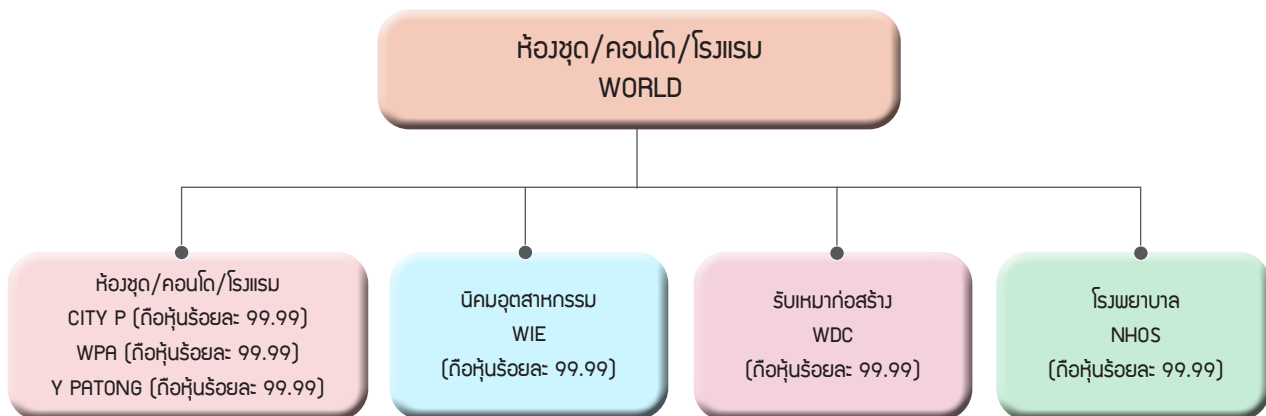 ห้องชุด/คอนโด/โรงแรม
WORLD
ห้องชุด/คอนโด/โรงแรม
CITY P (ถือหุ้นร้อยละ 99.99)
WPA (ถือหุ้นร้อยละ 99.99)
Y PATONG (ถือหุ้นร้อยละ 99.99)
นิคมอุตสาหกรรม
WIE
(ถือหุ้นร้อยละ 99.99)
รับเหมาก่อสร้าง
WDC
(ถือหุ้นร้อยละ 99.99)
โรงพยาบาล
NHOS
(ถือหุ้นร้อยละ 99.99)